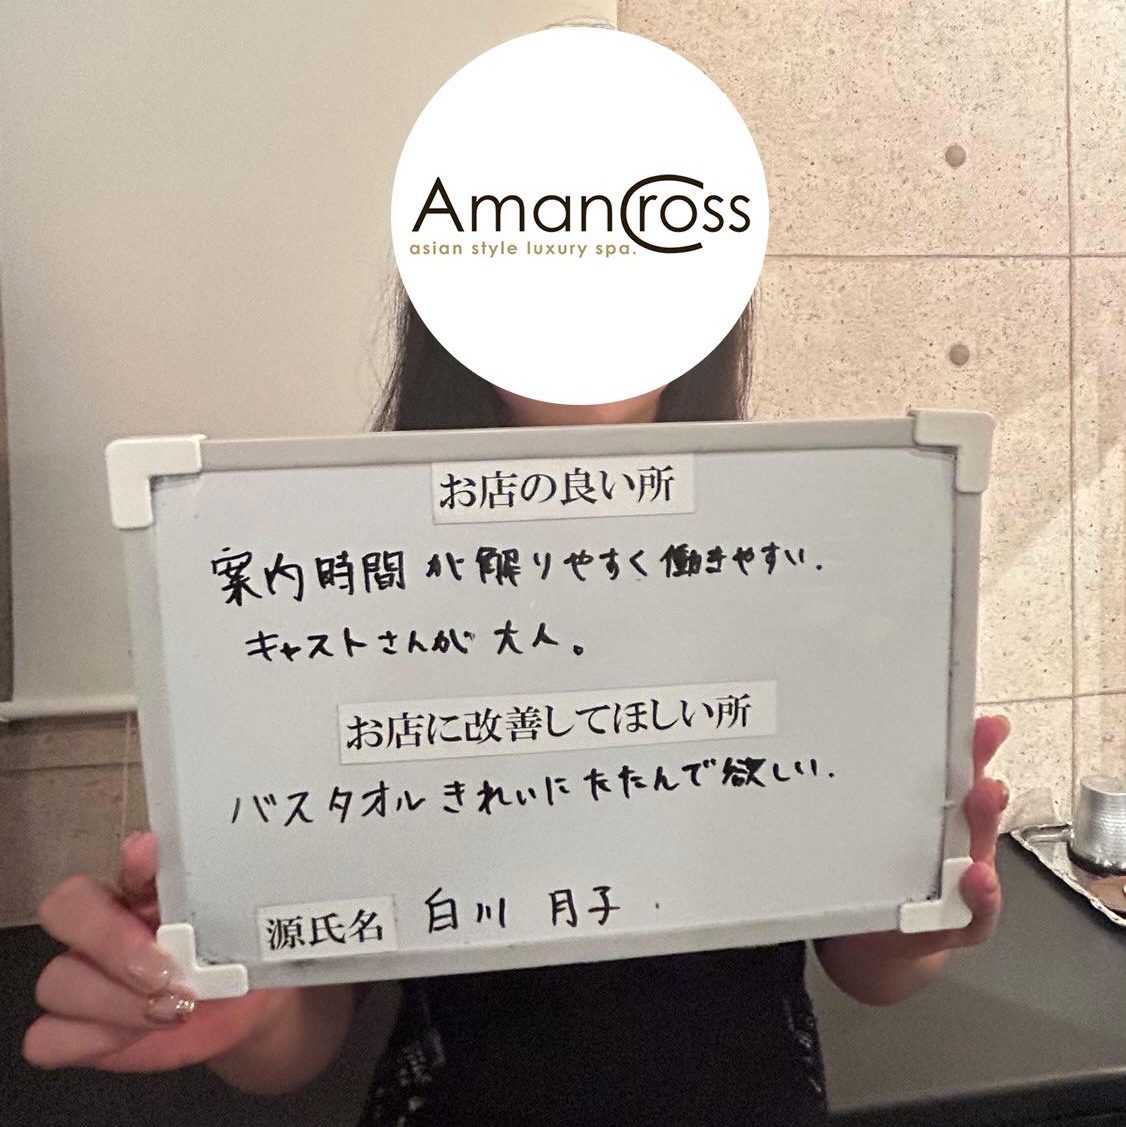 AmanCross
asian style luxury spa.
お店の良い所
案内時間が解りやすく働きやすい.
キャストさんが大人。
お店に改善してほしい所
バスタオルきれいにたたんで欲しい.
源氏名 白川 月子.